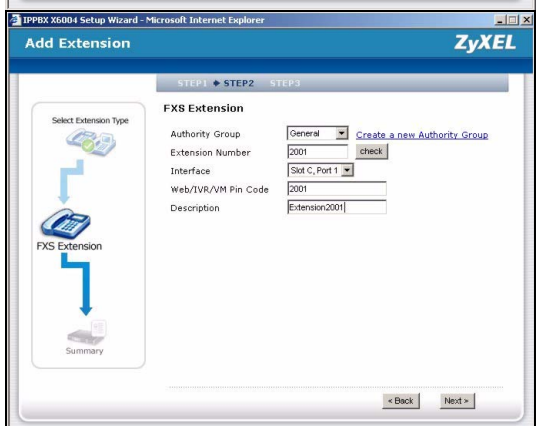 IPPBX X6004 Setup Wizard - Microsoft Internet Explorer
Add Extension
ZyXEL
STEP1 STEP2 STEP3
Select Extension Type
FXS Extension
Summary
FXS Extension
Authority Group General Create a new Authority Group
Extension Number 2001 check
Interface Slot C, Port 1
Web/IVR/VM Pin Code 2001
Description Extension2001
< Back Next >